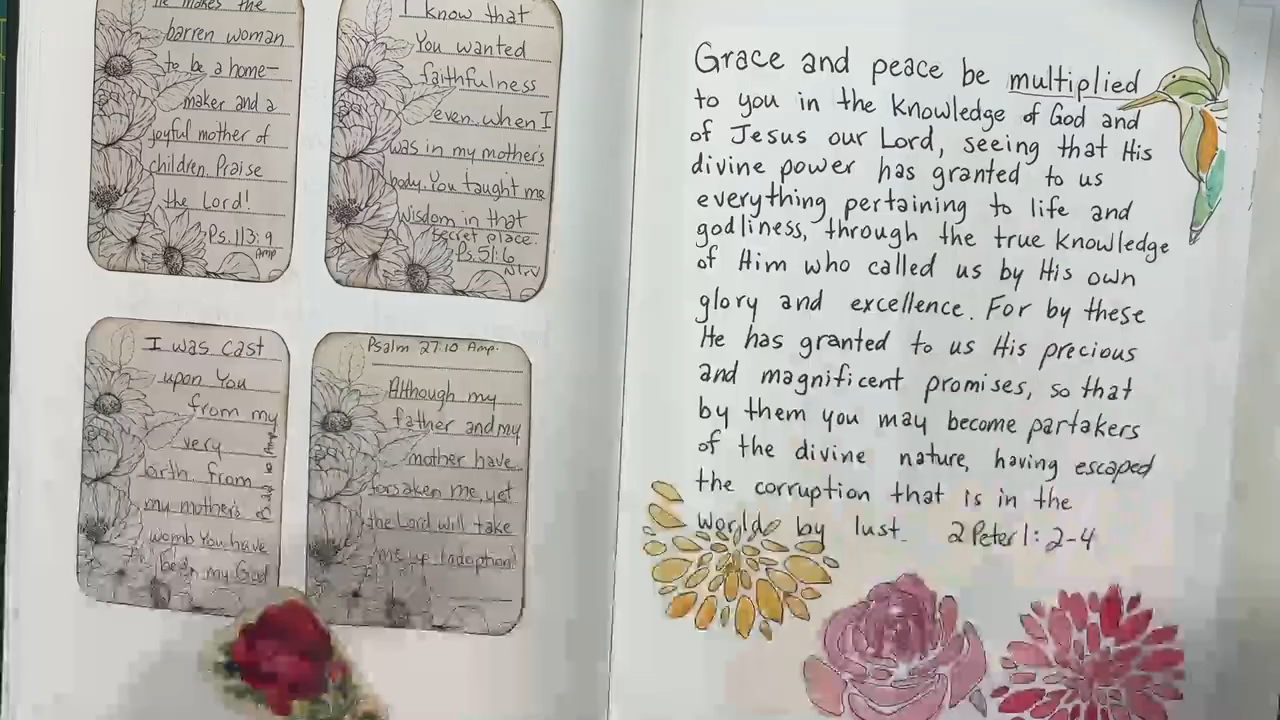 He makes the
barren woman
to be a home-
maker and a
joyful mother of
children. Praise
the Lord!
Ps. 113:9
Amp
I know that
You wanted
faithfulness
even when I
was in my mother's
body. You taught me
wisdom in that
secret place.
Ps. 51:6
NIrV
I was cast
upon You
from my
very
birth. from
my mother's
womb You have
been my God
Psalm 27:10 Amp.
Although my
father and my
mother have
forsaken me, yet
the Lord will take
me up
Grace and peace be multiplied
to you in the knowledge of God and
of Jesus our Lord, seeing that His
divine power has granted to us
everything pertaining to life and
godliness, through the true knowledge
of Him who called us by His own
glory and excellence. For by these
He has granted to us His precious
and magnificent promises, so that
by them you may become partakers
of the divine nature, having escaped
the corruption that is in the
world by lust. 2 Peter 1:2-4